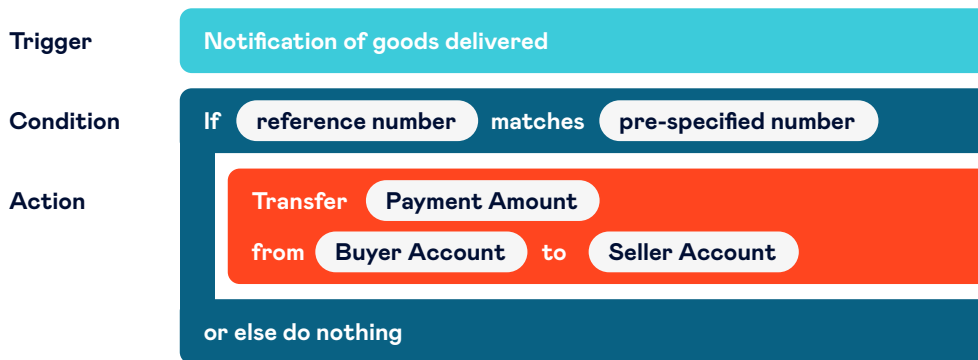 Trigger Notification of goods delivered
Condition If reference number matches pre-specified number
Action Transfer Payment Amount
from Buyer Account to Seller Account
or else do nothing